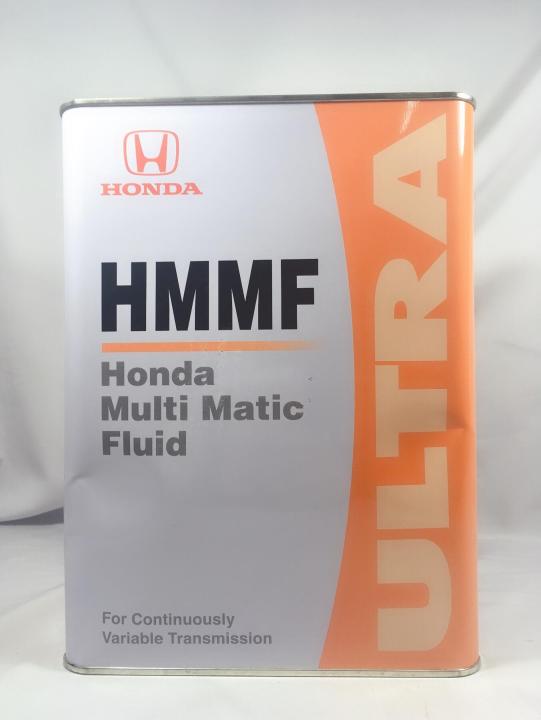 HONDA
HMMF
Honda
Multi Matic
Fluid
For Continuously
Variable Transmission
ULTRA